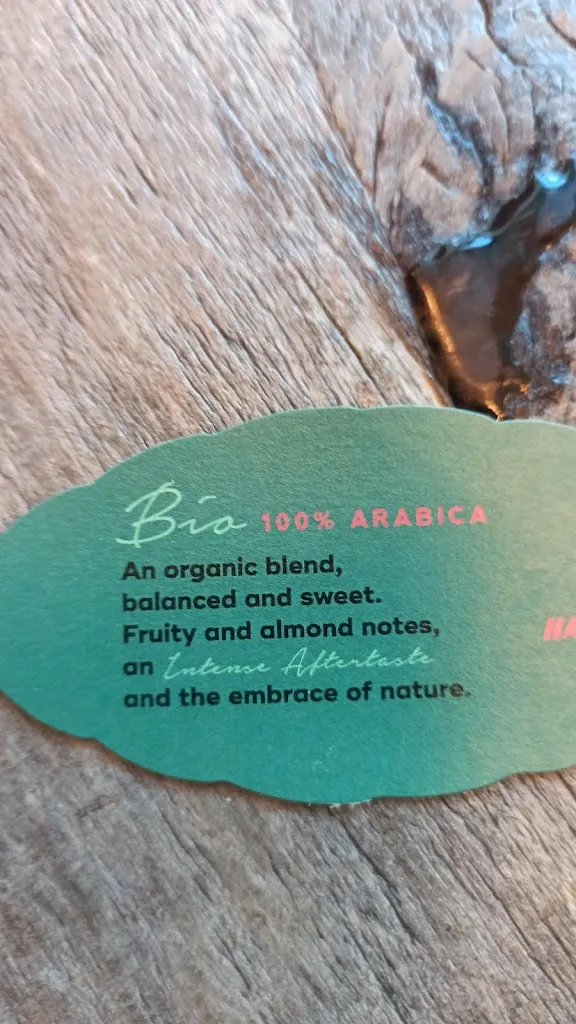 Bio 100% ARABICA
An organic blend,
balanced and sweet.
Fruity and almond notes,
an Intense Aftertaste
and the embrace of nature.